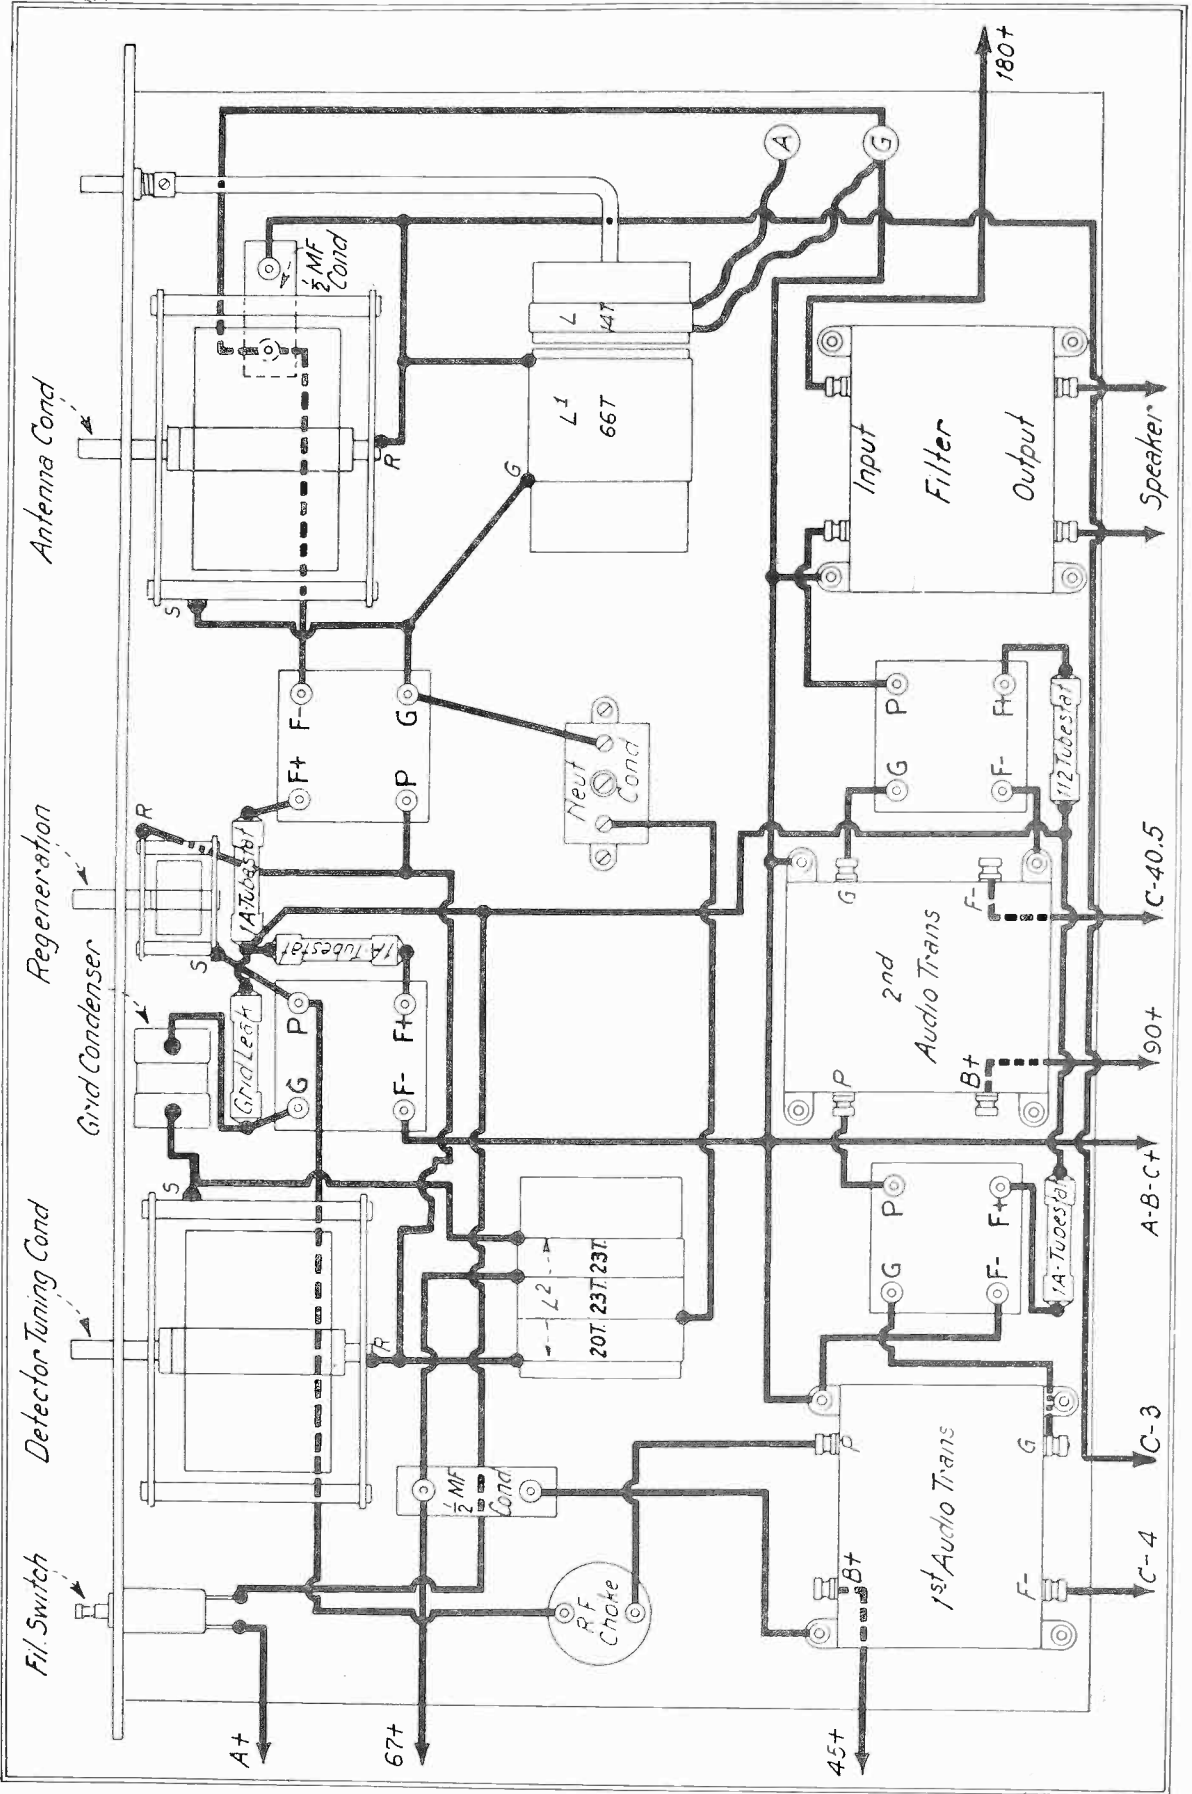 Fil. Switch
Detector Tuning Cond
Grid Condenser
Regeneration
Antenna Cond
A+
67+
45+
S
R
S
R
S
R
Grid Leak
1A-Tubestat
1A-Tubestat
G
P
F-
F+
F+
F-
P
G
½ MF
Cond
½ MF
Cond
RF
Choke
L²
20T. 23T. 23T.
Neut
Cond
G
L¹
66T
L
14T
A
G
180+
1st Audio Trans
B+
P
F-
G
G
P
F-
F+
1A-Tubestat
2nd
Audio Trans
P
G
B+
F-
G
P
F-
F+
112 Tubestat
Input
Filter
Output
C-4
C-3
A-B-C+
90+
C-40.5
Speaker